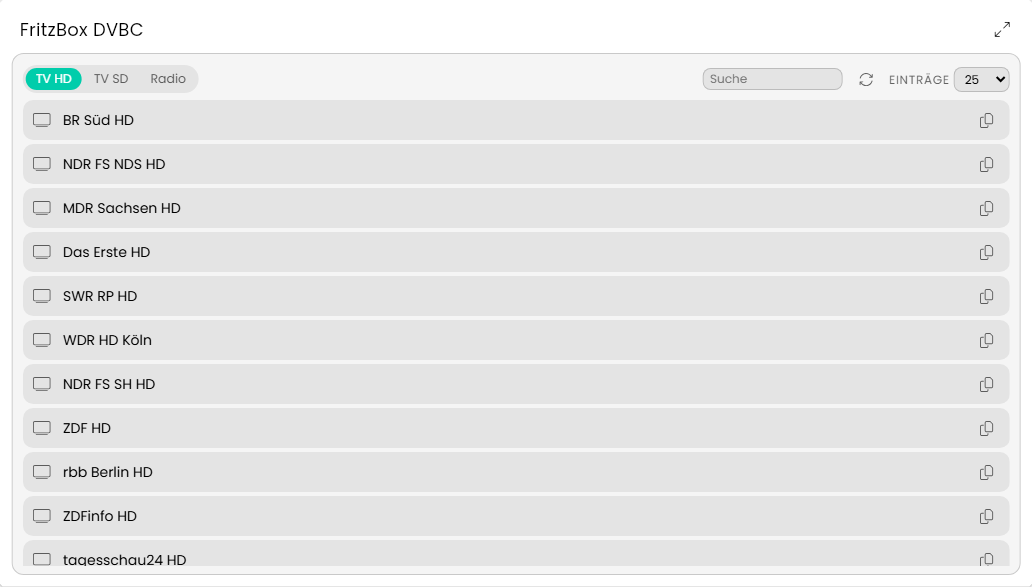 FritzBox DVBC
TV HD TV SD Radio Suche EINTRÄGE 25
BR Süd HD
NDR FS NDS HD
MDR Sachsen HD
Das Erste HD
SWR RP HD
WDR HD Köln
NDR FS SH HD
ZDF HD
rbb Berlin HD
ZDFinfo HD
tagesschau24 HD